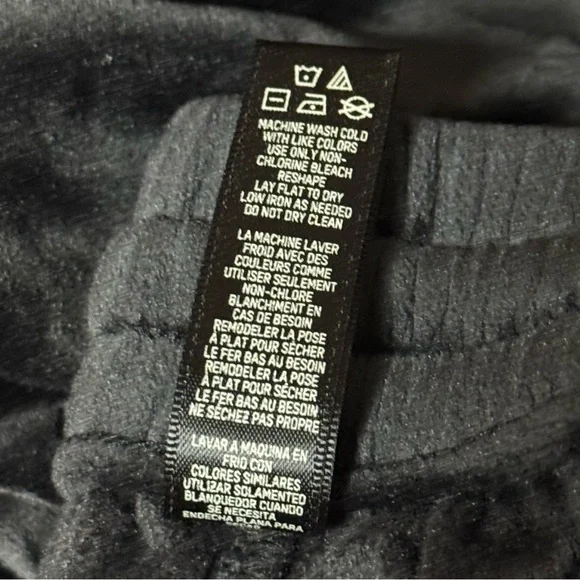 MACHINE WASH COLD
WITH LIKE COLORS
USE ONLY NON-
CHLORINE BLEACH
RESHAPE
LAY FLAT TO DRY
LOW IRON AS NEEDED
DO NOT DRY CLEAN
LA MACHINE LAVER
FROID AVEC DES
COULEURS COMME
UTILISER SEULEMENT
NON-CHLORE
BLANCHIMENT EN
CAS DE BESOIN
REMODELER LA POSE
À PLAT POUR SÉCHER
LE FER BAS AU BESOIN
REMODELER LA POSE
À PLAT POUR SÉCHER
LE FER BAS AU BESOIN
NE SÉCHEZ PAS PROPRE
LAVAR A MAQUINA EN
FRIO CON
COLORES SIMILARES
UTILIZAR SOLAMENTED
BLANQUEDOR CUANDO
SE NECESITA
ENDECHA PLANA PARA